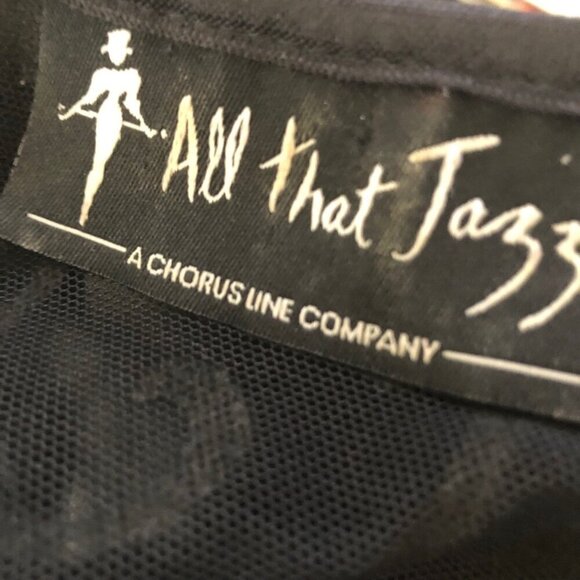 All that Jazz
A CHORUS LINE COMPANY